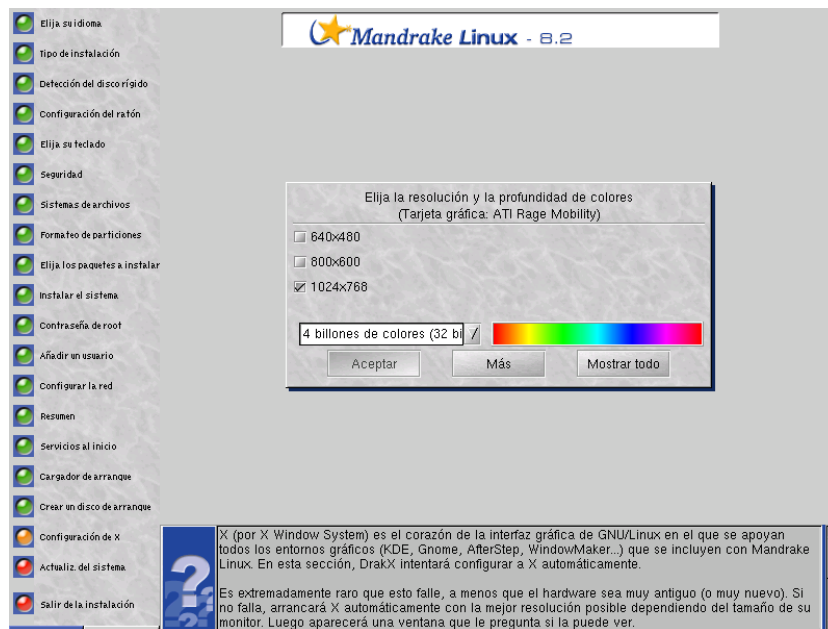 Elija su idioma
Tipo de instalación
Detección del disco rígido
Configuración del ratón
Elija su teclado
Seguridad
Sistemas de archivos
Formateo de particiones
Elija los paquetes a instalar
Instalar el sistema
Contraseña de root
Añadir un usuario
Configurar la red
Resumen
Servicios al inicio
Cargador de arranque
Crear un disco de arranque
Configuración de X
Actualiz. del sistema
Salir de la instalación
Mandrake Linux - 8.2
Elija la resolución y la profundidad de colores
(Tarjeta gráfica: ATI Rage Mobility)
640x480
800x600
1024x768
4 billones de colores (32 bi
Aceptar Más Mostrar todo
X (por X Window System) es el corazón de la interfaz gráfica de GNU/Linux en el que se apoyan
todos los entornos gráficos (KDE, Gnome, AfterStep, WindowMaker...) que se incluyen con Mandrake
Linux. En esta sección, DrakX intentará configurar a X automáticamente.
Es extremadamente raro que esto falle, a menos que el hardware sea muy antiguo (o muy nuevo). Si
no falla, arrancará X automáticamente con la mejor resolución posible dependiendo del tamaño de su
monitor. Luego aparecerá una ventana que le pregunta si la puede ver.